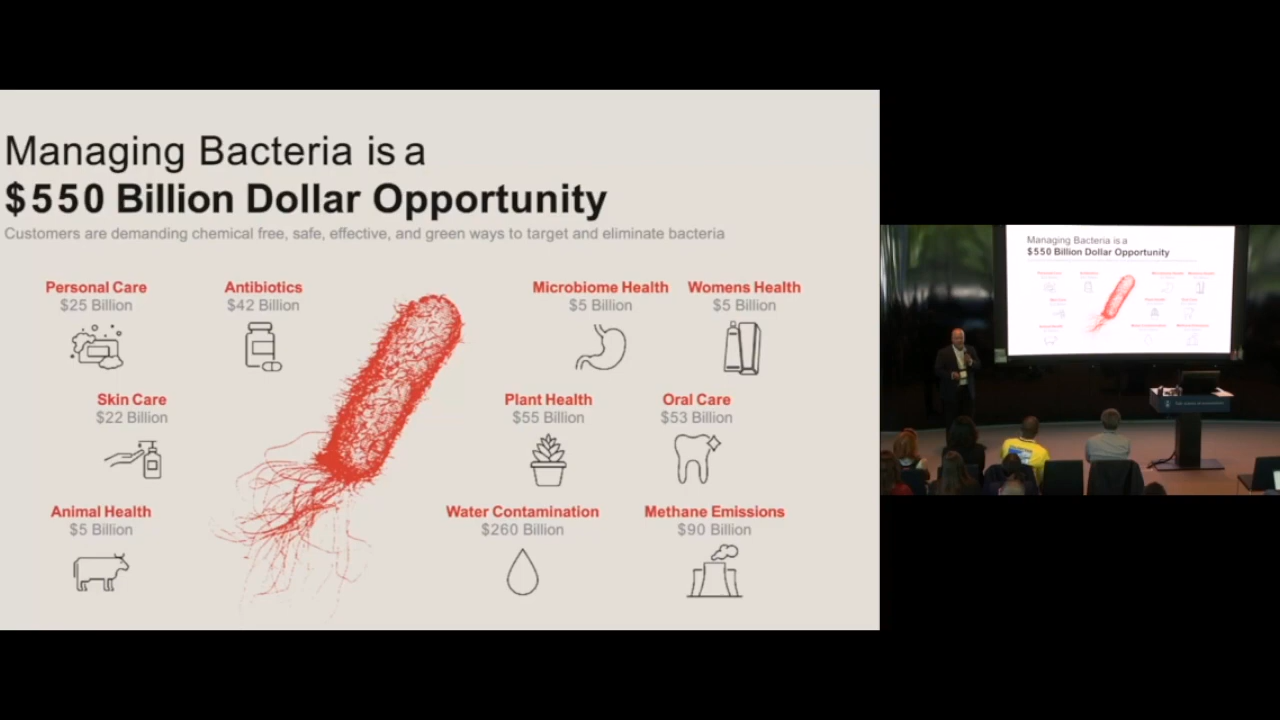 Managing Bacteria is a
$550 Billion Dollar Opportunity
Customers are demanding chemical free, safe, effective, and green ways to target and eliminate bacteria
Personal Care
$25 Billion
Antibiotics
$42 Billion
Microbiome Health
$5 Billion
Womens Health
$5 Billion
Skin Care
$22 Billion
Plant Health
$55 Billion
Oral Care
$53 Billion
Animal Health
$5 Billion
Water Contamination
$260 Billion
Methane Emissions
$90 Billion
Managing Bacteria is a
$550 Billion Dollar Opportunity